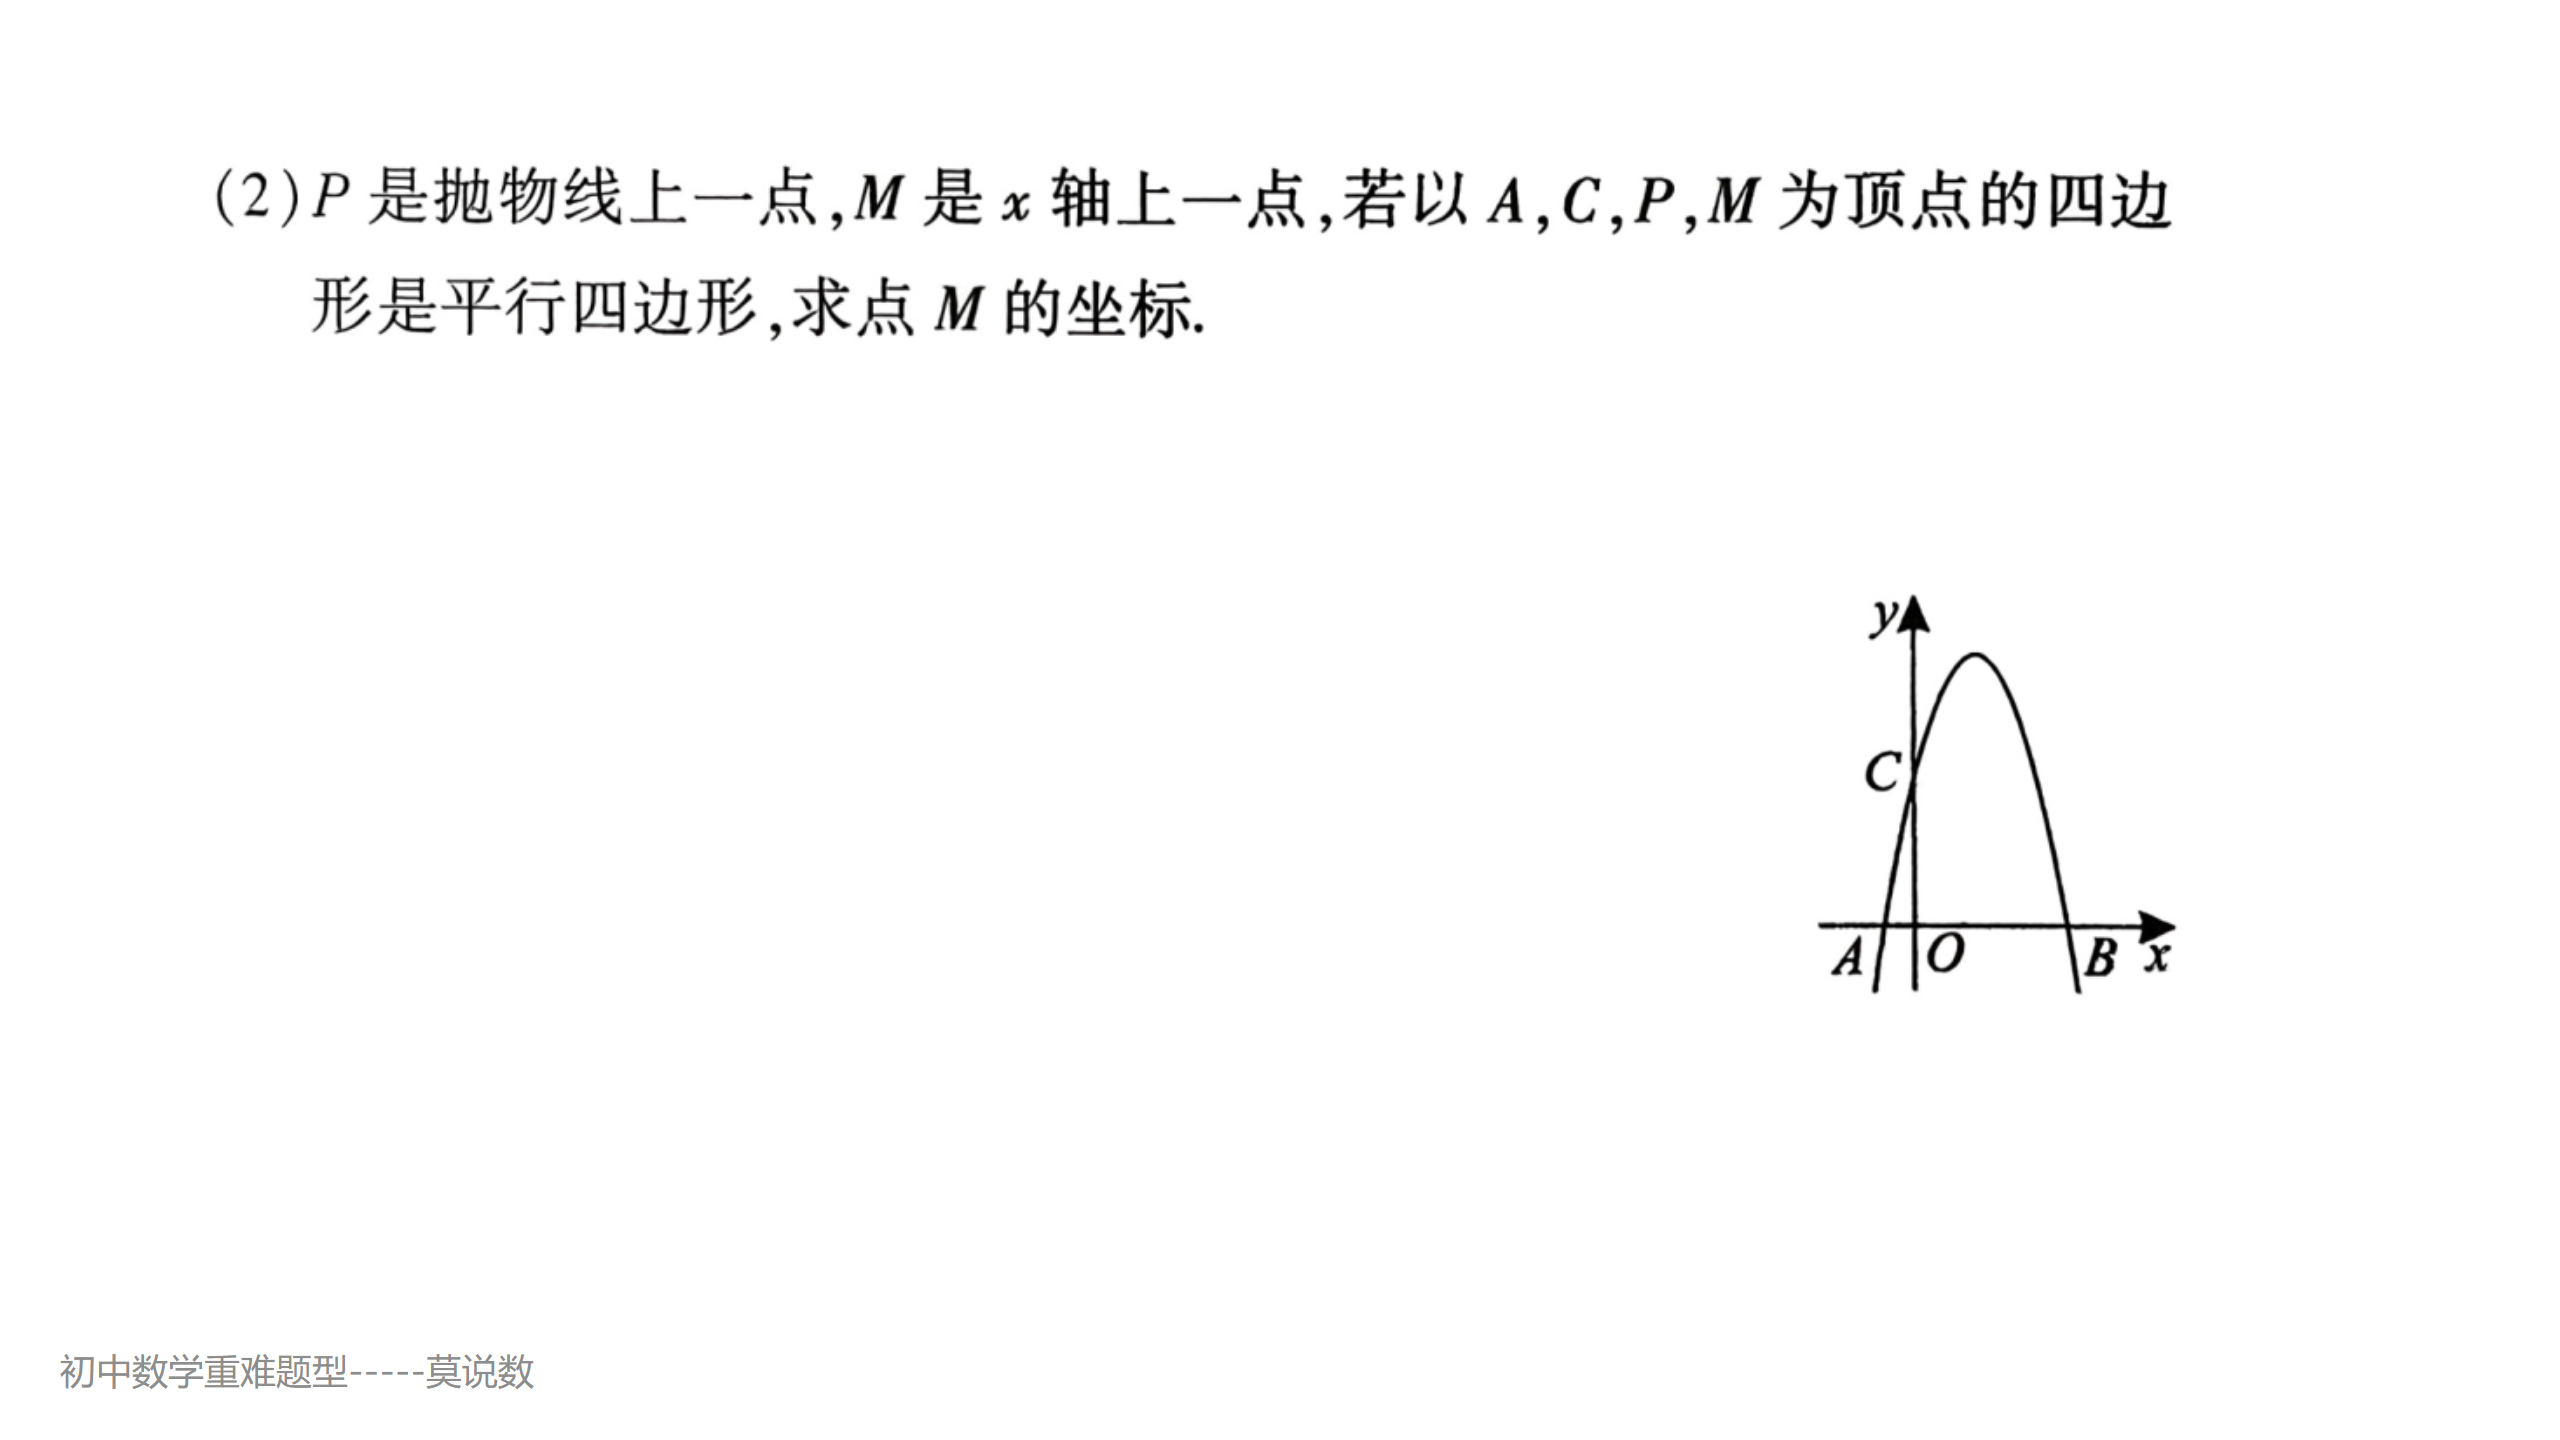 (2)P 是抛物线上一点,M 是 x 轴上一点,若以 A,C,P,M 为顶点的四边
形是平行四边形,求点 M 的坐标.
y
C
A O B x
初中数学重难题型-----莫说数